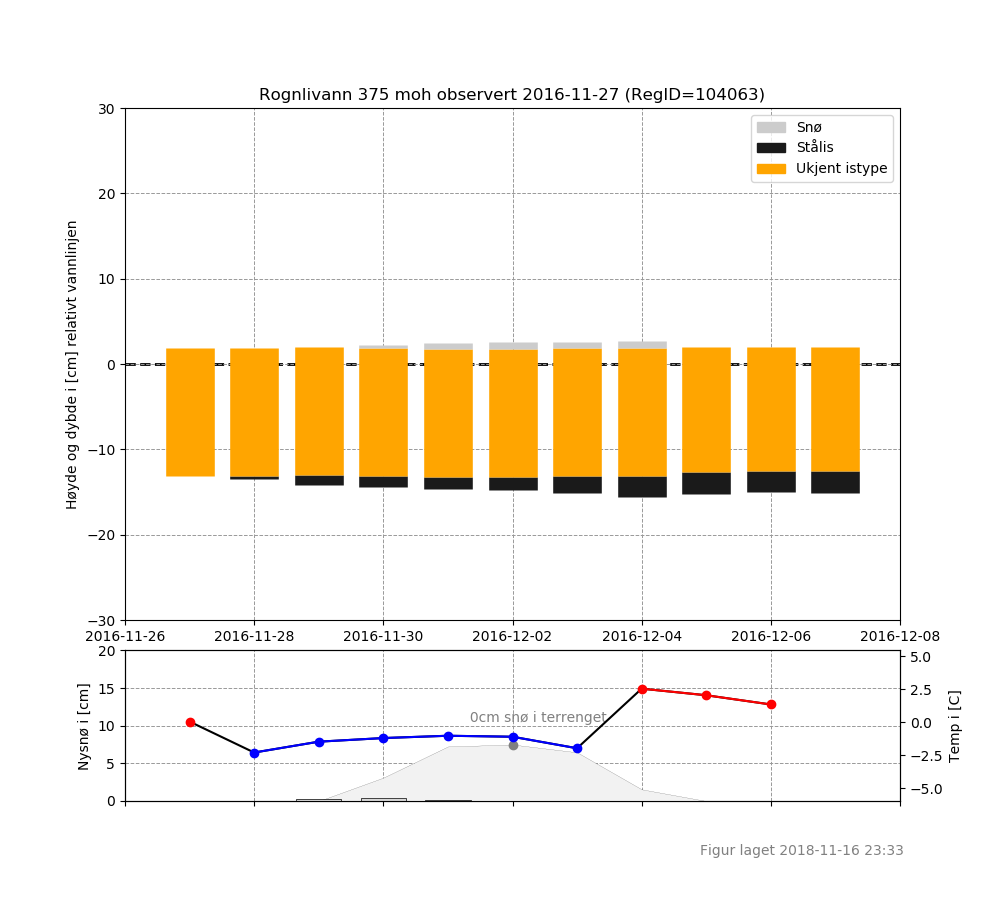 Rognlivann 375 moh observert 2016-11-27 (RegID=104063)
Høyde og dybde i [cm] relativt vannlinjen
30
20
10
0
−10
−20
−30
Snø
Stålis
Ukjent istype
2016-11-26
2016-11-28
2016-11-30
2016-12-02
2016-12-04
2016-12-06
2016-12-08
Nysnø i [cm]
20
15
10
5
0
0cm snø i terrenget
5.0
2.5
0.0
−2.5
−5.0
Temp i [C]
Figur laget 2018-11-16 23:33